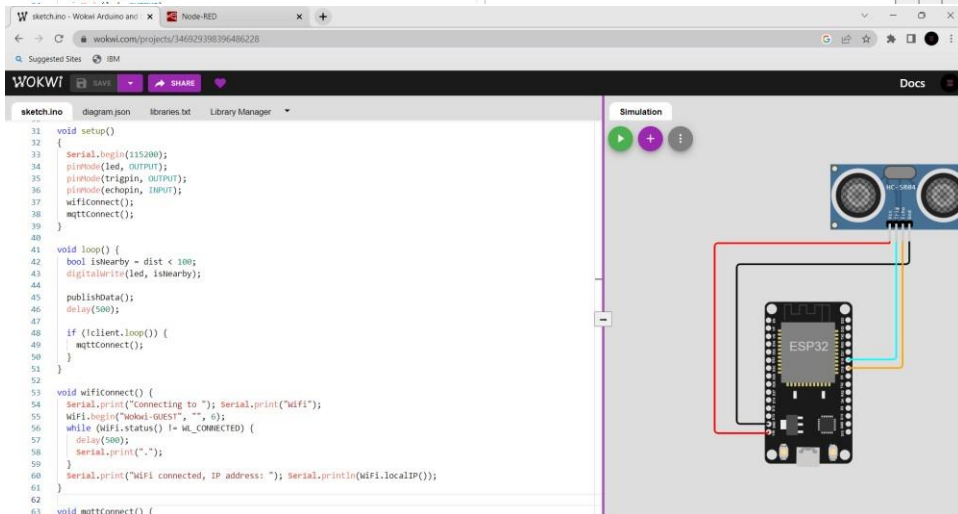 sketch.ino - Wokwi Arduino and
Node-RED
wokwi.com/projects/346929398396486228
Suggested Sites
IBM
WOKWI
SAVE
SHARE
Docs
sketch.ino
diagram.json
libraries.txt
Library Manager
Simulation
31 void setup()
32 {
33 Serial.begin(115200);
34 pinMode(led, OUTPUT);
35 pinMode(trigpin, OUTPUT);
36 pinMode(echopin, INPUT);
37 wifiConnect();
38 mqttConnect();
39 }
40
41 void loop() {
42 bool isNearby = dist < 100;
43 digitalWrite(led, isNearby);
44
45 publishData();
46 delay(500);
47
48 if (!client.loop()) {
49 mqttConnect();
50 }
51 }
52
53 void wifiConnect() {
54 Serial.print("Connecting to "); Serial.print("Wifi");
55 WiFi.begin("Wokwi-GUEST", "", 6);
56 while (WiFi.status() != WL_CONNECTED) {
57 delay(500);
58 Serial.print(".");
59 }
60 Serial.print("WiFi connected, IP address: "); Serial.println(WiFi.localIP());
61 }
62
63 void mqttConnect() {
HC-SR04
ESP32